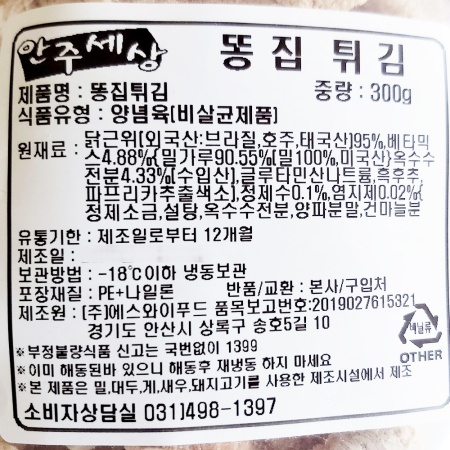 안주세상 똥집 튀김
제품명 : 똥집튀김 중량 : 300g
식품유형 : 양념육(비살균제품)
원재료 : 닭근위[외국산:브라질,호주,태국산]95%,베타믹
스4.88%{밀가루90.55%[밀100%,미국산}옥수수
전분4.33%{수입산},글루타민산나트륨,흑후추,
파프리카추출색소]정제수0.1%,염지제0.02%{
정제소금,설탕,옥수수전분,양파분말,건마늘분
유통기한 : 제조일로부터 12개월
제조일 :
보관방법 : -18℃이하 냉동보관
포장재질 : PE+나일론 반품/교환 : 본사/구입처
제조원 : (주)에스와이푸드 품목보고번호:2019027615321
경기도 안산시 상록구 송호5길 10
비닐류
OTHER
※부정불량식품 신고는 국번없이 1399
※이미 해동된바 있으니 해동후 재냉동 하지 마세요
※본 제품은 밀,대두,게,새우,돼지고기를 사용한 제조시설에서 제조
소비자상담실 031)498-1397